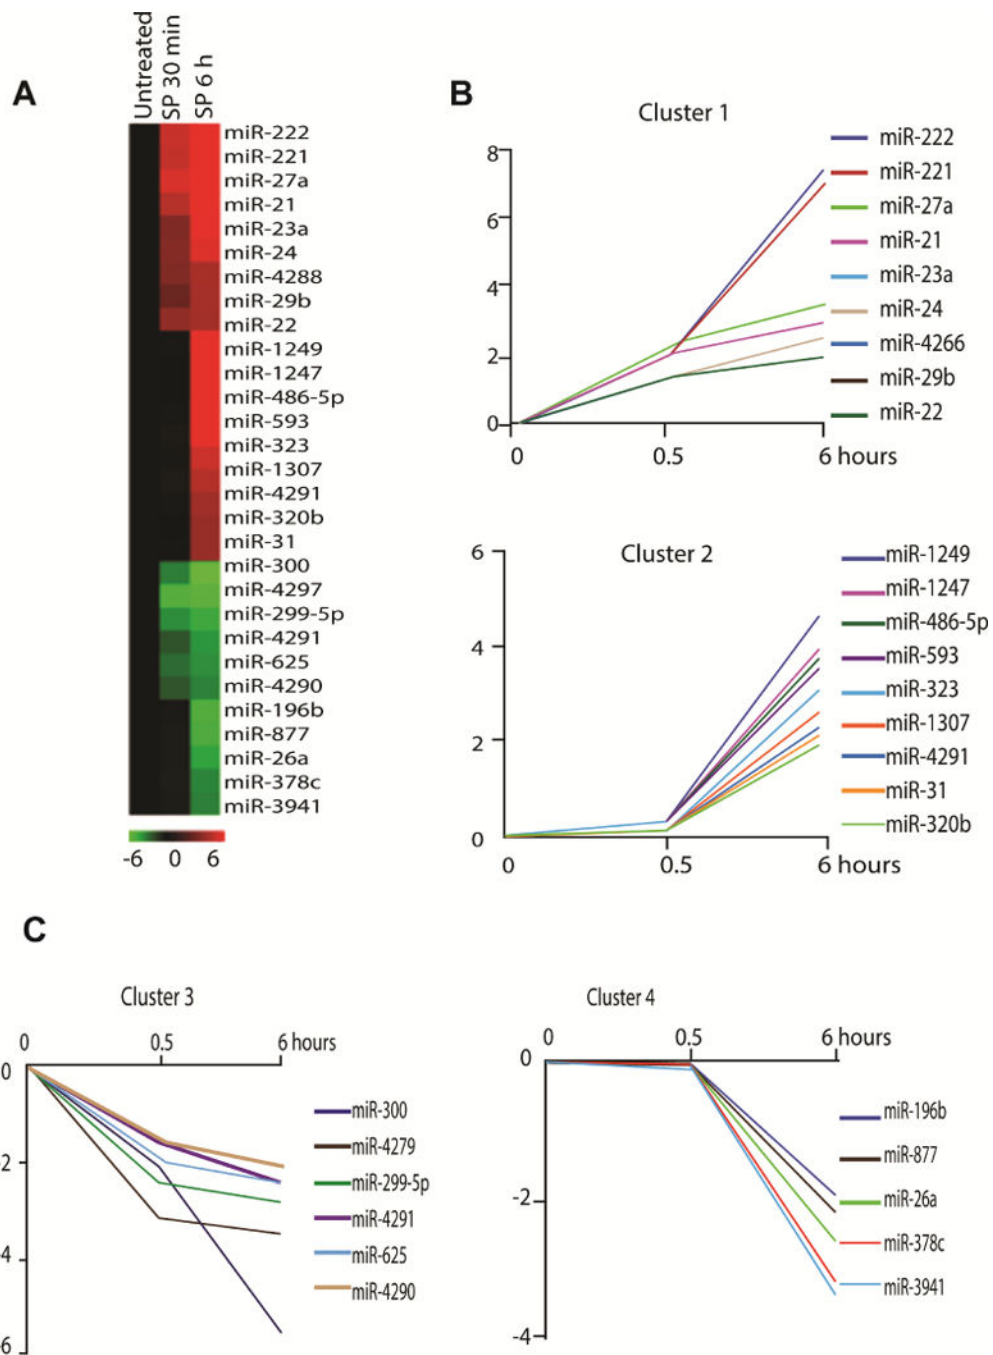 A
Untreated
SP 30 min
SP 6 h
miR-222
miR-221
miR-27a
miR-21
miR-23a
miR-24
miR-4288
miR-29b
miR-22
miR-1249
miR-1247
miR-486-5p
miR-593
miR-323
miR-1307
miR-4291
miR-320b
miR-31
miR-300
miR-4297
miR-299-5p
miR-4291
miR-625
miR-4290
miR-196b
miR-877
miR-26a
miR-378c
miR-3941
-6 0 6
B
Cluster 1
8
6
4
2
0
0 0.5 6 hours
miR-222
miR-221
miR-27a
miR-21
miR-23a
miR-24
miR-4266
miR-29b
miR-22
Cluster 2
6
4
2
0
0 0.5 6 hours
miR-1249
miR-1247
miR-486-5p
miR-593
miR-323
miR-1307
miR-4291
miR-31
miR-320b
C
Cluster 3
0 0.5 6 hours
0
-2
-4
-6
miR-300
miR-4279
miR-299-5p
miR-4291
miR-625
miR-4290
Cluster 4
0 0.5 6 hours
0
-2
-4
miR-196b
miR-877
miR-26a
miR-378c
miR-3941